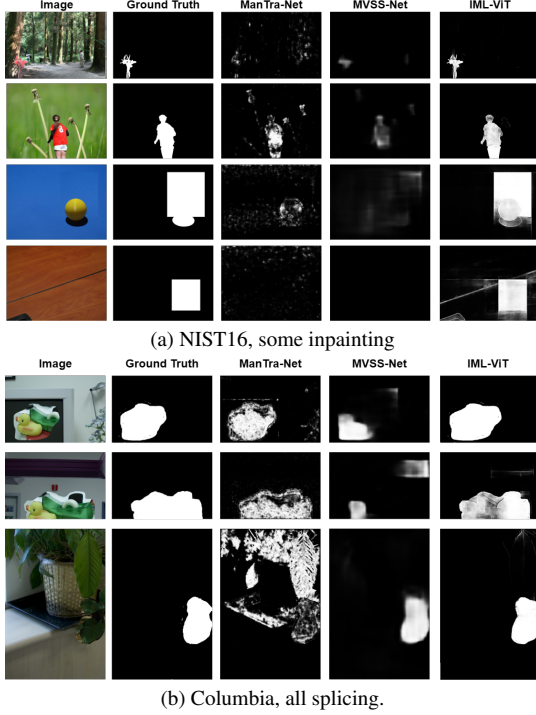 Image Ground Truth ManTra-Net MVSS-Net IML-ViT
(a) NIST16, some inpainting
Image Ground Truth ManTra-Net MVSS-Net IML-ViT
(b) Columbia, all splicing.